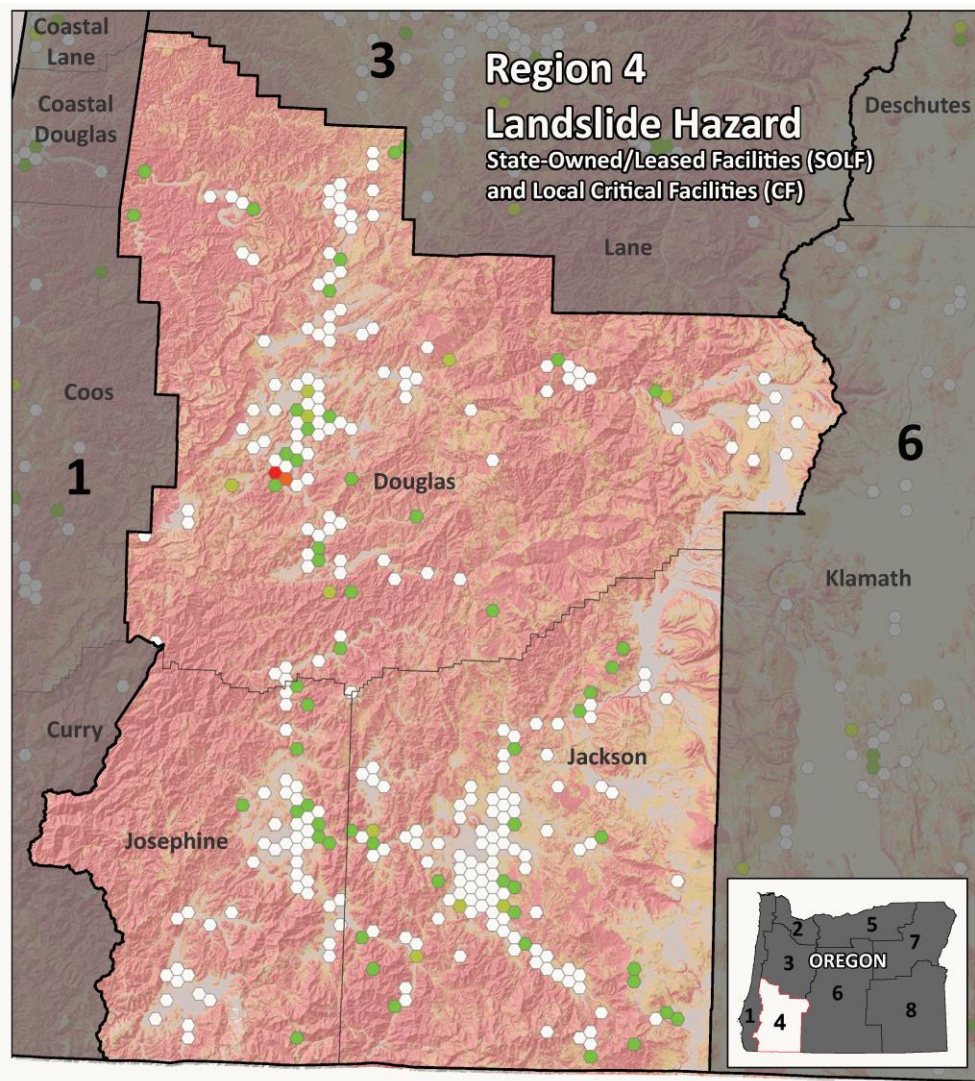 Coastal
Lane
3
Region 4
Landslide Hazard
State-Owned/Leased Facilities (SOLF)
and Local Critical Facilities (CF)
Coastal
Douglas
Deschutes
Lane
Coos
1
6
Douglas
Klamath
Curry
Jackson
Josephine
2
5
7
3
OREGON
6
1
4
8